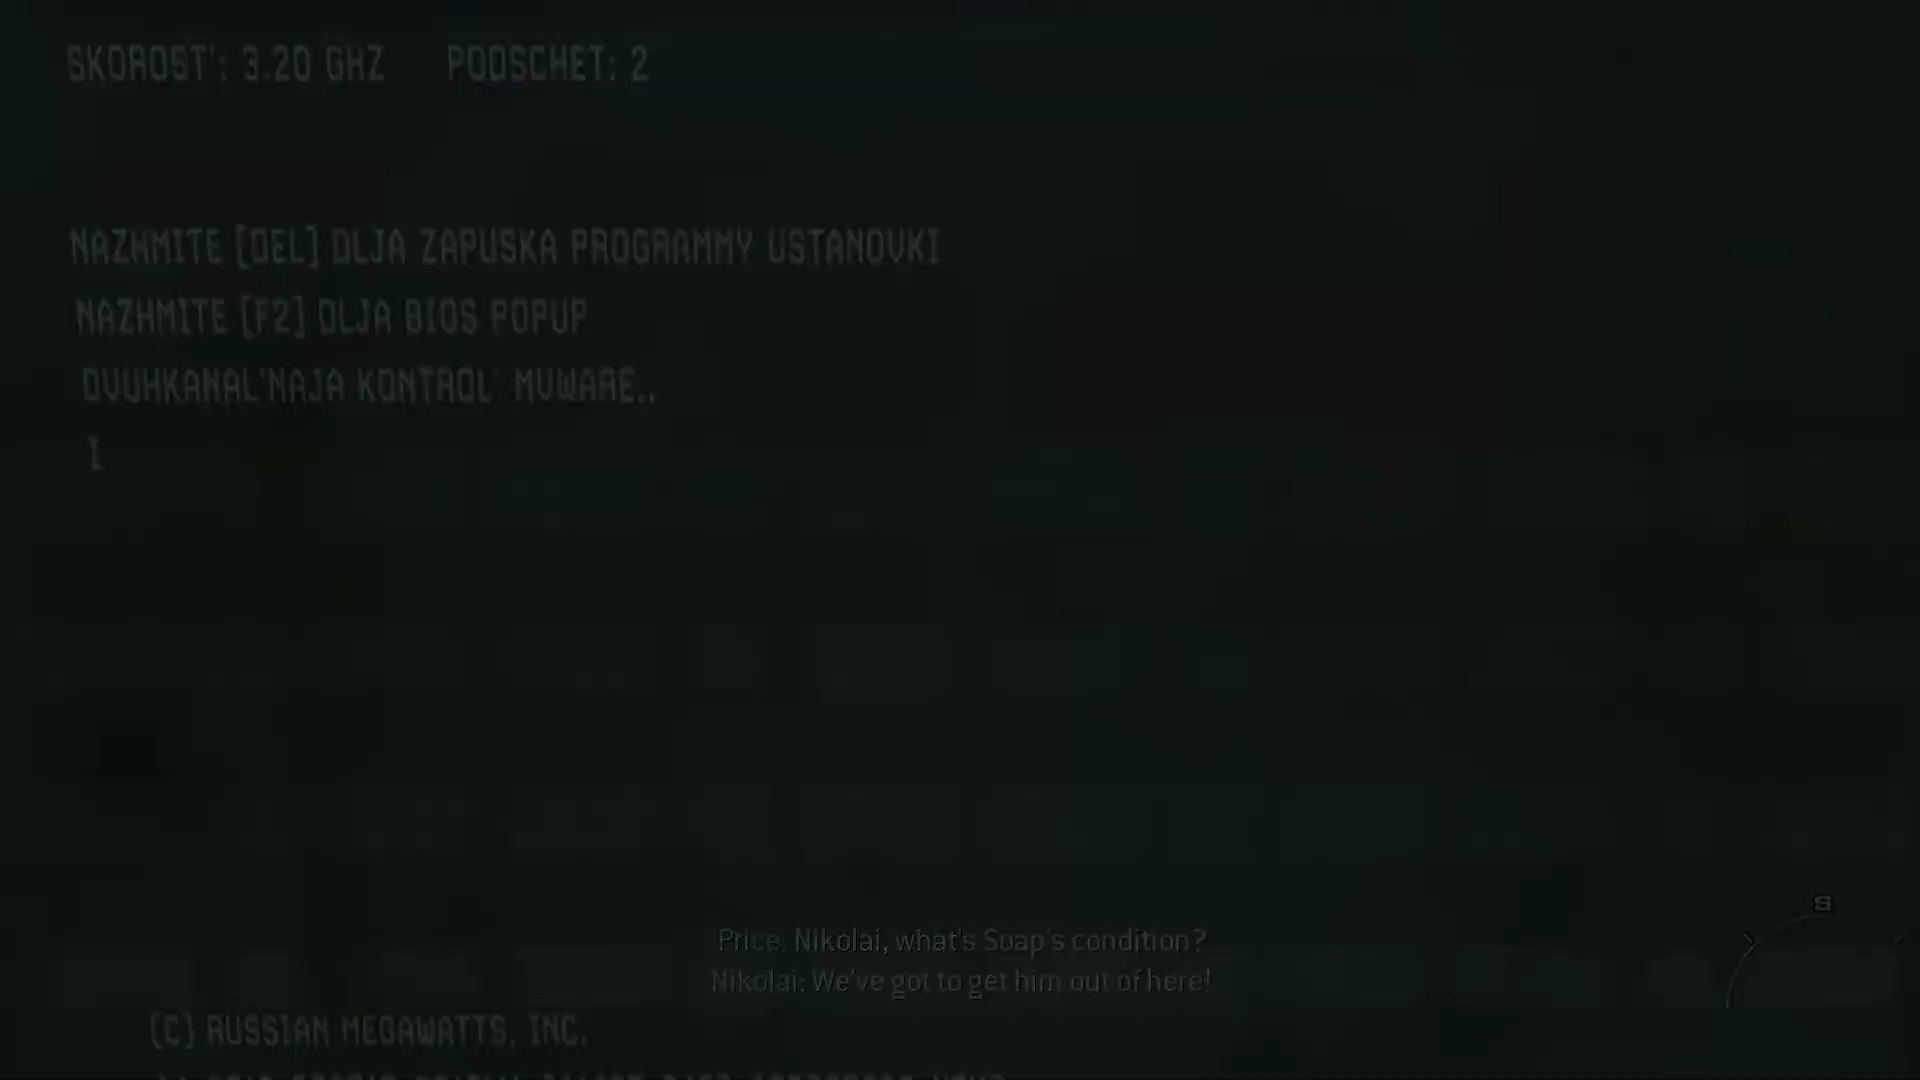 SKOROST': 3.20 GHZ PODSCHET: 2
NAZHMITE [DEL] DLJA ZAPUSKA PROGRAMMY USTANOVKI
NAZHMITE [F2] DLJA BIOS POPUP
DVUHKANAL'NAJA KONTROL' MVWARE..
S
Price: Nikolai, what's Soap's condition?
Nikolai: We've got to get him out of here!
(C) RUSSIAN MEGAWATTS, INC.